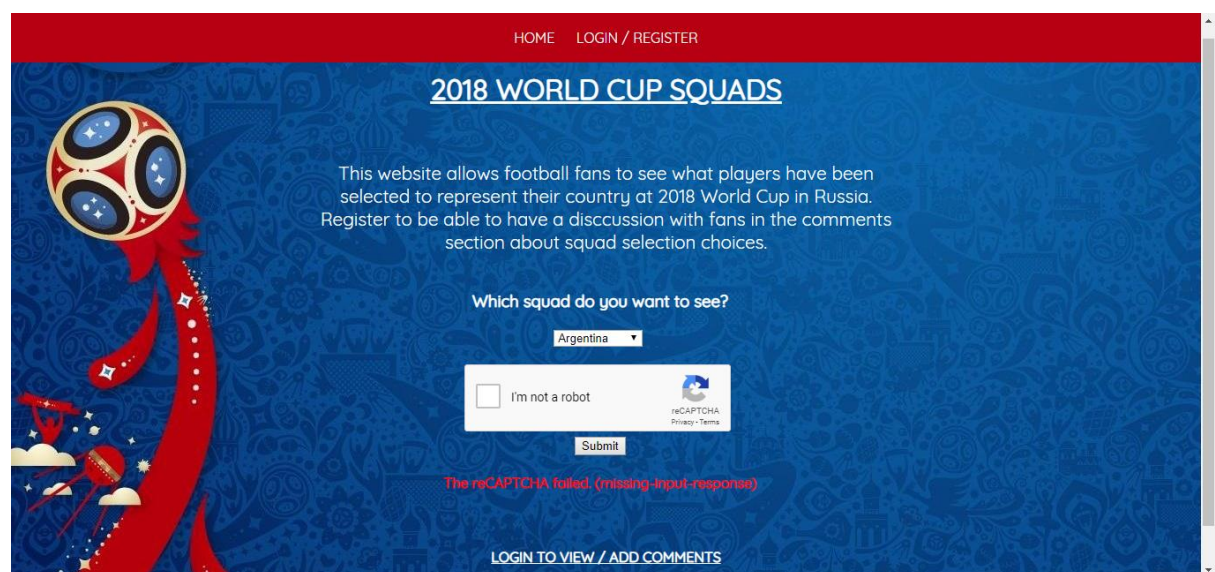 HOME LOGIN / REGISTER
2018 WORLD CUP SQUADS
This website allows football fans to see what players have been
selected to represent their country at 2018 World Cup in Russia.
Register to be able to have a disccussion with fans in the comments
section about squad selection choices.
Which squad do you want to see?
Argentina
I'm not a robot
reCAPTCHA
Privacy - Terms
Submit
The reCAPTCHA failed. (missing-input-response)
LOGIN TO VIEW / ADD COMMENTS